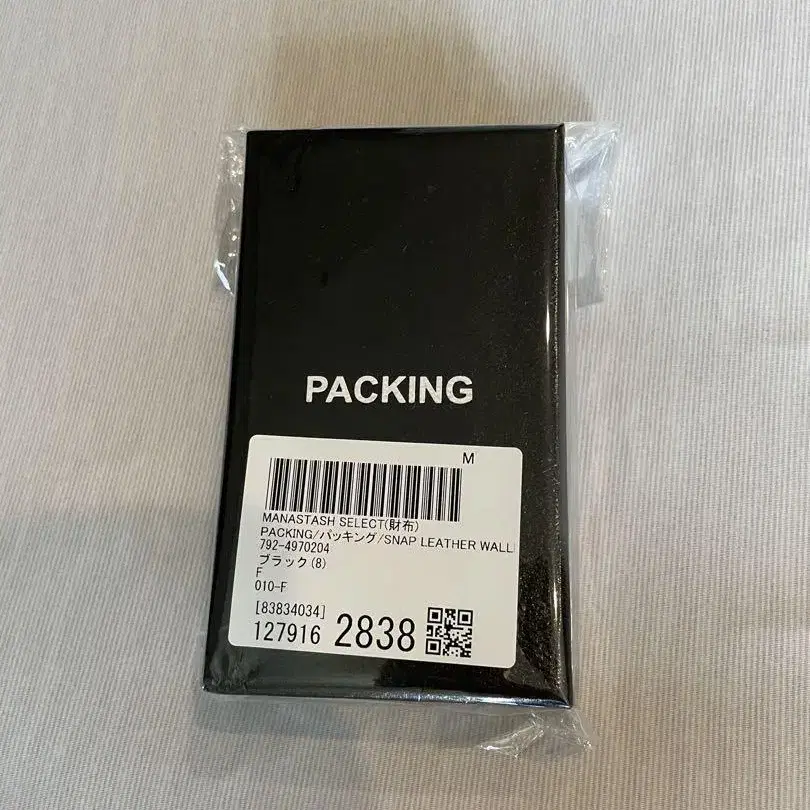 PACKING
M
MANASTASH SELECT(財布)
PACKING/パッキング/SNAP LEATHER WALL
792-4970204
ブラック(8)
F
010-F
[83834034]
127916 2838